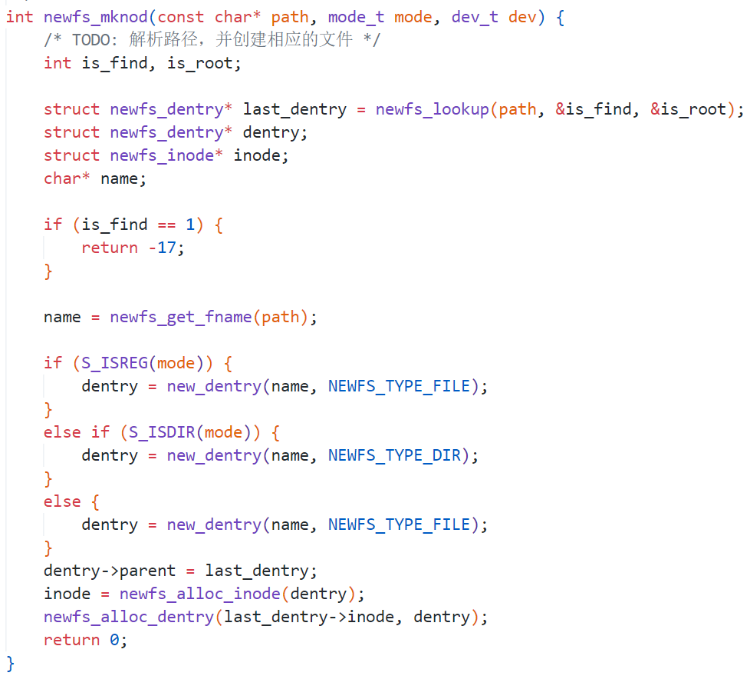 int newfs_mknod(const char* path, mode_t mode, dev_t dev) {
    /* TODO: 解析路径，并创建相应的文件 */
    int is_find, is_root;

    struct newfs_dentry* last_dentry = newfs_lookup(path, &is_find, &is_root);
    struct newfs_dentry* dentry;
    struct newfs_inode* inode;
    char* name;

    if (is_find == 1) {
        return -17;
    }

    name = newfs_get_fname(path);

    if (S_ISREG(mode)) {
        dentry = new_dentry(name, NEWFS_TYPE_FILE);
    }
    else if (S_ISDIR(mode)) {
        dentry = new_dentry(name, NEWFS_TYPE_DIR);
    }
    else {
        dentry = new_dentry(name, NEWFS_TYPE_FILE);
    }
    dentry->parent = last_dentry;
    inode = newfs_alloc_inode(dentry);
    newfs_alloc_dentry(last_dentry->inode, dentry);
    return 0;
}